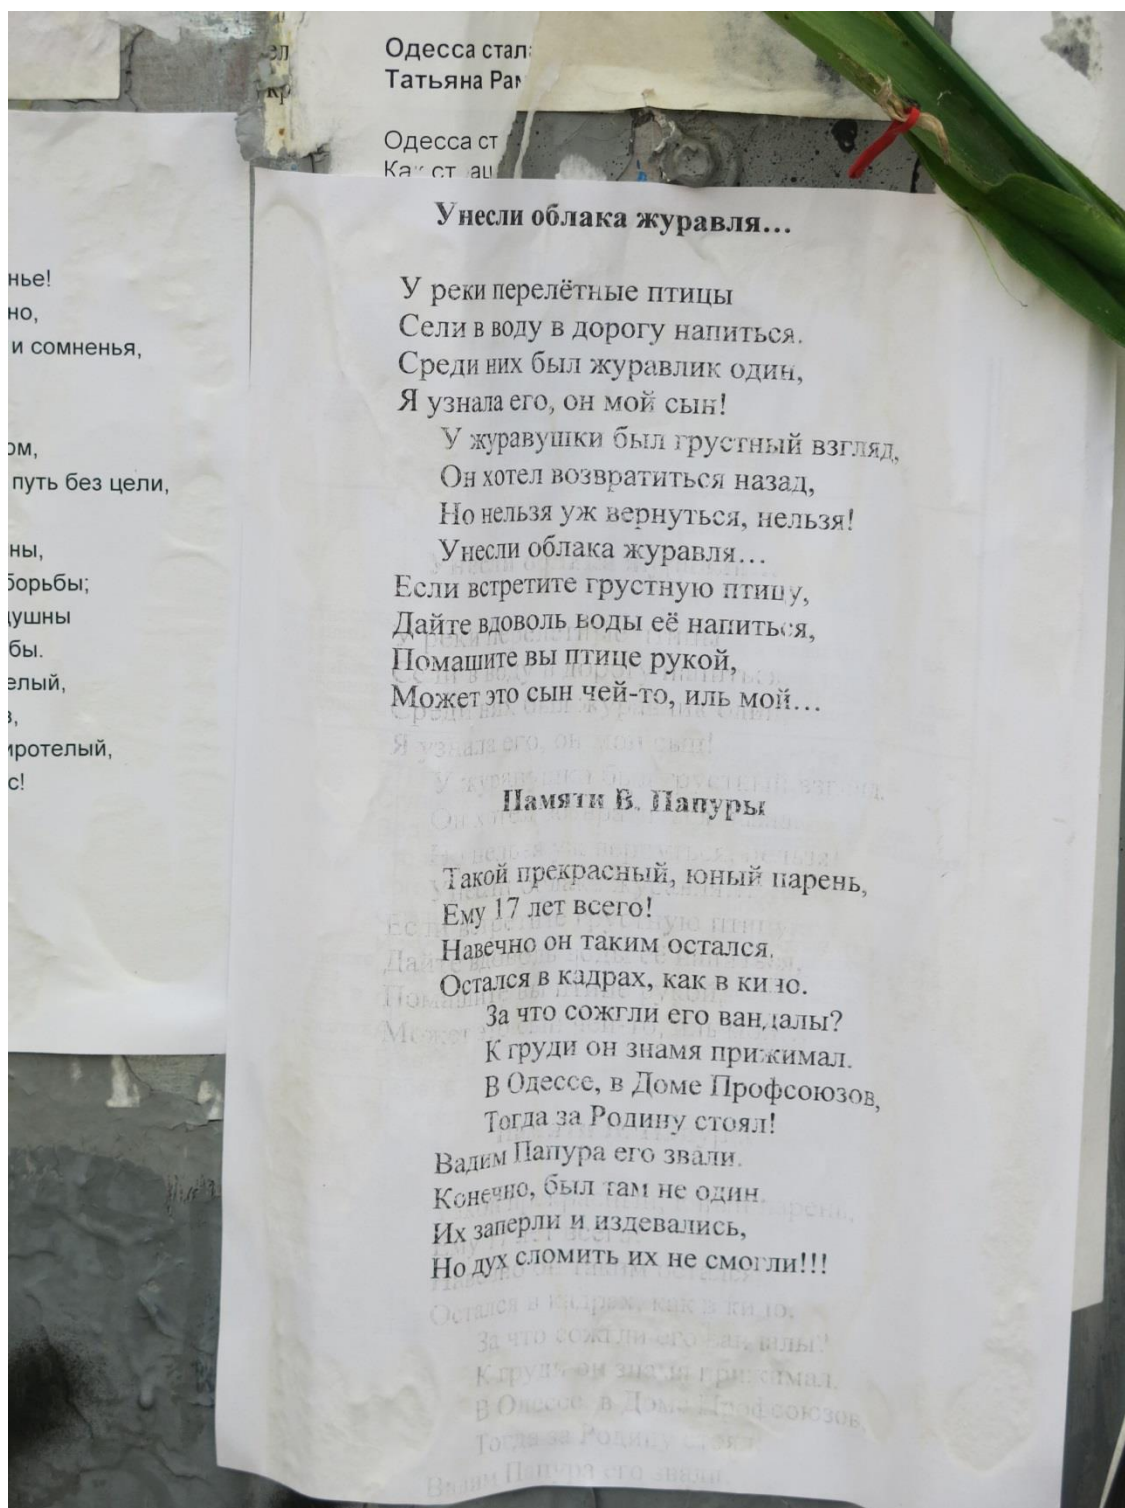 Одесса стал
Татьяна Ра
Одесса ст
нье!
но,
и сомненья,
ом,
путь без цели,
ны,
борьбы;
душны
бы.
елый,
в,
иротелый,
с!
Унесли облака журавля...
У реки перелётные птицы
Сели в воду в дорогу напиться.
Среди них был журавлик один,
Я узнала его, он мой сын!
У журавушки был грустный взгляд,
Он хотел возвратиться назад,
Но нельзя уж вернуться, нельзя!
Унесли облака журавля...
Если встретите грустную птицу,
Дайте вдоволь воды её напиться,
Помашите вы птице рукой,
Может это сын чей-то, иль мой...
Памяти В. Папуры
Такой прекрасный, юный парень,
Ему 17 лет всего!
Навечно он таким остался.
Остался в кадрах, как в кино.
За что сожгли его вандалы?
К груди он знамя прижимал.
В Одессе, в Доме Профсоюзов,
Тогда за Родину стоял!
Вадим Папура его звали.
Конечно, был там не один.
Их заперли и издевались,
Но дух сломить их не смогли!!!